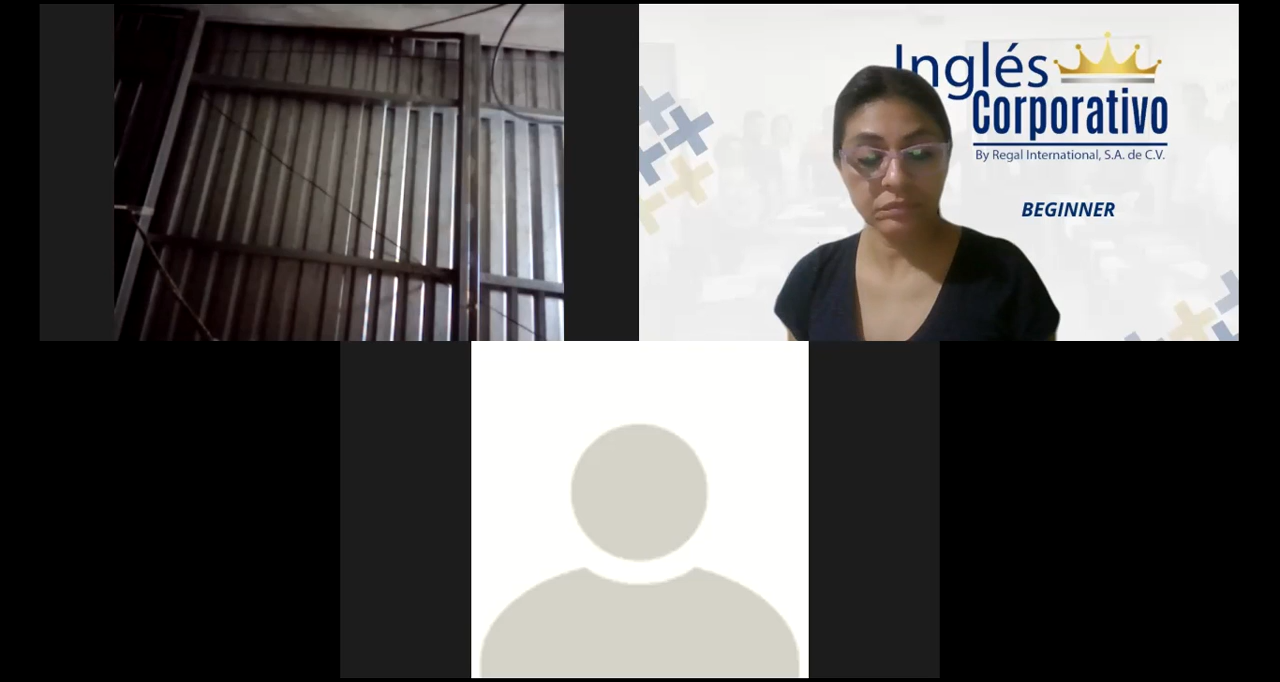 Inglés
Corporativo
By Regal International, S.A. de C.V.
BEGINNER